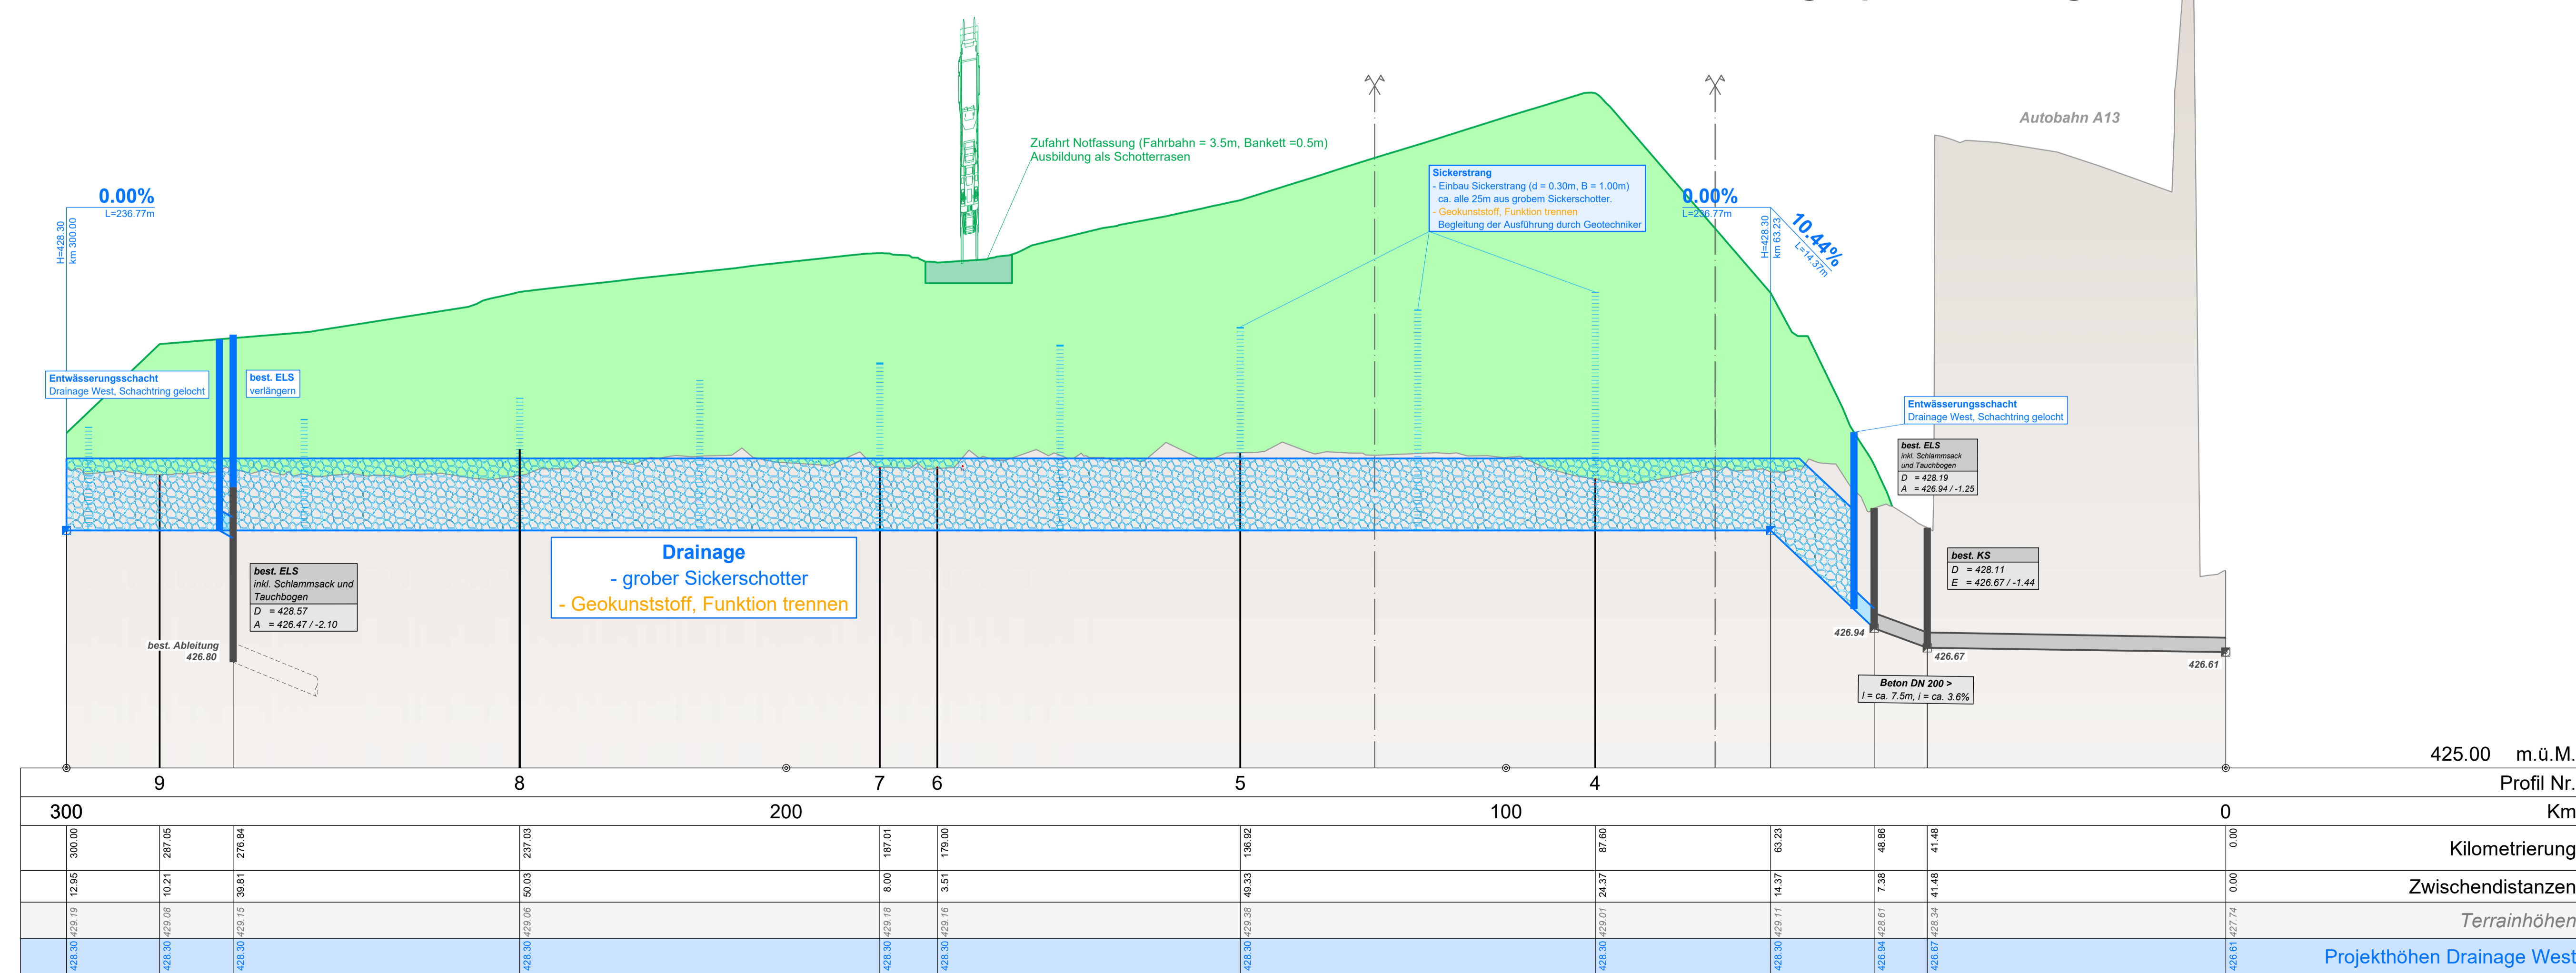 Autobahn A13
Zufahrt Notfassung (Fahrbahn = 3.5m, Bankett =0.5m)
Ausbildung als Schotterrasen
Sickerstrang
- Einbau Sickerstrang (d = 0.30m, B = 1.00m)
ca. alle 25m aus grobem Sickerschotter.
- Geokunststoff, Funktion trennen
Begleitung der Ausführung durch Geotechniker
0.00%
L=236.77m
H=428.30
km 300.00
0.00%
L=236.77m
H=428.30
km 63.23
10.44%
L=14.37m
Entwässerungsschacht
Drainage West, Schachtring gelocht
best. ELS
verlängern
Entwässerungsschacht
Drainage West, Schachtring gelocht
best. ELS
inkl. Schlammsack
und Tauchbogen
D = 428.19
A = 426.94 / -1.25
best. KS
D = 428.11
E = 426.67 / -1.44
Drainage
- grober Sickerschotter
- Geokunststoff, Funktion trennen
best. ELS
inkl. Schlammsack und
Tauchbogen
D = 428.57
A = 426.47 / -2.10
best. Ableitung
426.80
426.94
426.67
426.61
Beton DN 200 >
l = ca. 7.5m, i = ca. 3.6%
425.00 m.ü.M.
9 8 7 6 5 4 Profil Nr.
300 200 100 0 Km
300.00 287.05 276.84 237.03 187.01 179.00 136.92 87.60 63.23 48.86 41.48 0.00 Kilometrierung
12.95 10.21 39.81 50.03 8.00 3.51 49.33 24.37 14.37 7.38 41.48 0.00 Zwischendistanzen
429.19 429.08 429.15 429.06 429.18 429.16 429.38 429.01 429.11 428.61 428.34 427.74 Terrainhöhen
428.30 428.30 428.30 428.30 428.30 428.30 428.30 428.30 428.30 426.94 426.67 426.61 Projekthöhen Drainage West